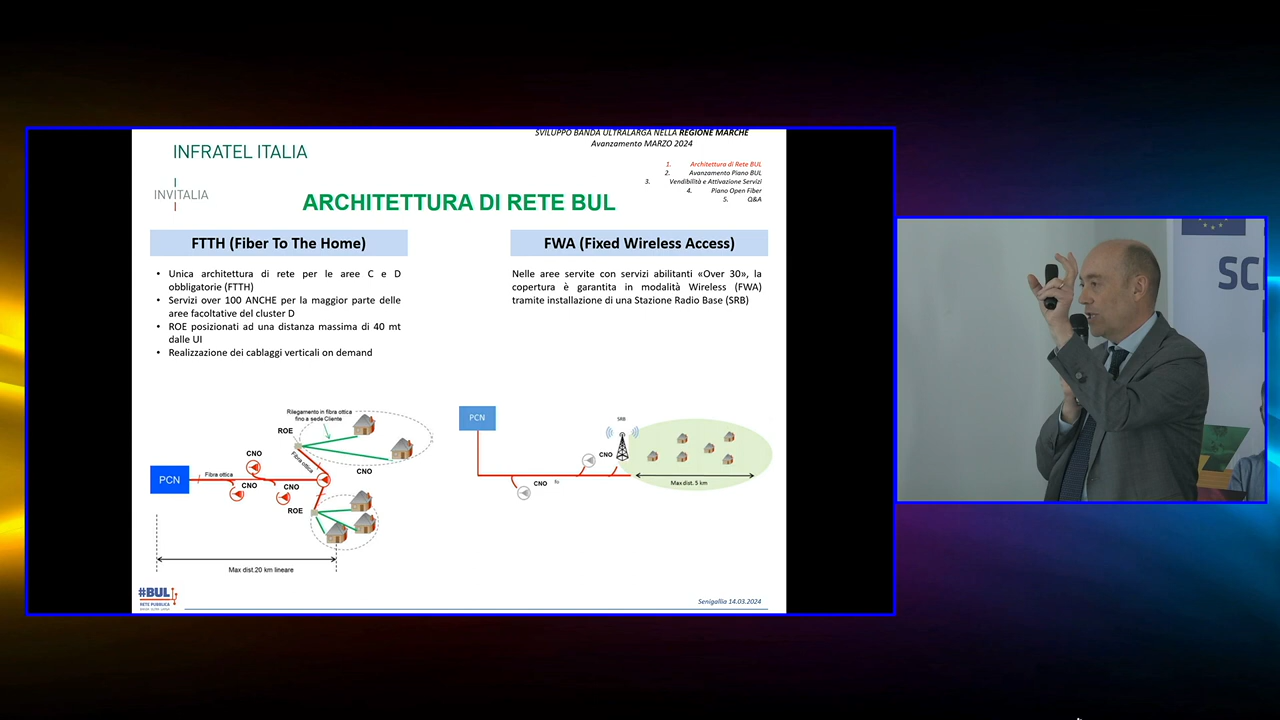 SVILUPPO BANDA ULTRALARGA NELLA REGIONE MARCHE
Avanzamento MARZO 2024
INFRATEL ITALIA
1. Architettura di Rete BUL
2. Avanzamento Piano BUL
3. Vendibilità e Attivazione Servizi
4. Piano Open Fiber
5. Q&A
INVITALIA
ARCHITETTURA DI RETE BUL
FTTH (Fiber To The Home)
• Unica architettura di rete per le aree C e D
obbligatorie (FTTH)
• Servizi over 100 ANCHE per la maggior parte delle
aree facoltative del cluster D
• ROE posizionati ad una distanza massima di 40 mt
dalle UI
• Realizzazione dei cablaggi verticali on demand
FWA (Fixed Wireless Access)
Nelle aree servite con servizi abilitanti «Over 30», la
copertura è garantita in modalità Wireless (FWA)
tramite installazione di una Stazione Radio Base (SRB)
Rilegamento in fibra ottica
fino a sede Cliente
ROE
CNO
Fibra ottica
CNO
PCN
Fibra ottica
CNO
CNO
ROE
Max dist.20 km lineare
PCN
SRB
CNO
CNO
fo
Max dist. 5 km
#BUL
RETE PUBBLICA
Senigallia 14.03.2024
SC